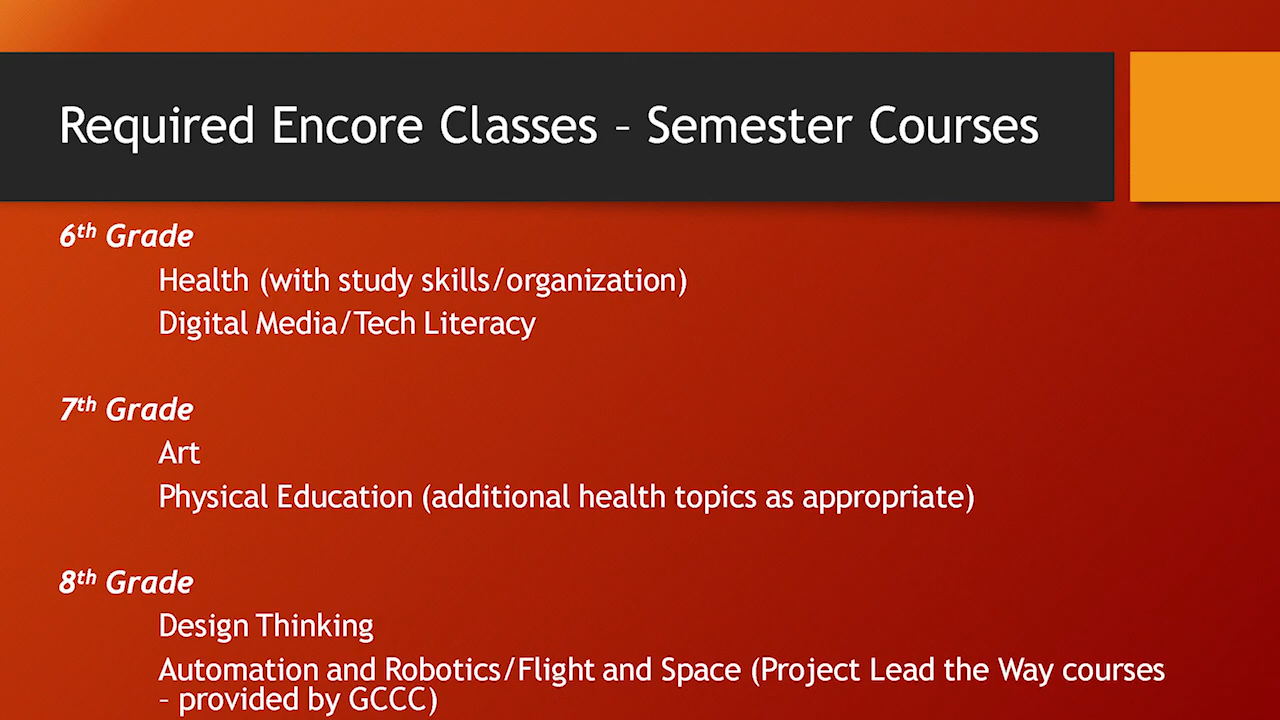 Required Encore Classes – Semester Courses
6th Grade
Health (with study skills/organization)
Digital Media/Tech Literacy
7th Grade
Art
Physical Education (additional health topics as appropriate)
8th Grade
Design Thinking
Automation and Robotics/Flight and Space (Project Lead the Way courses
– provided by GCCC)